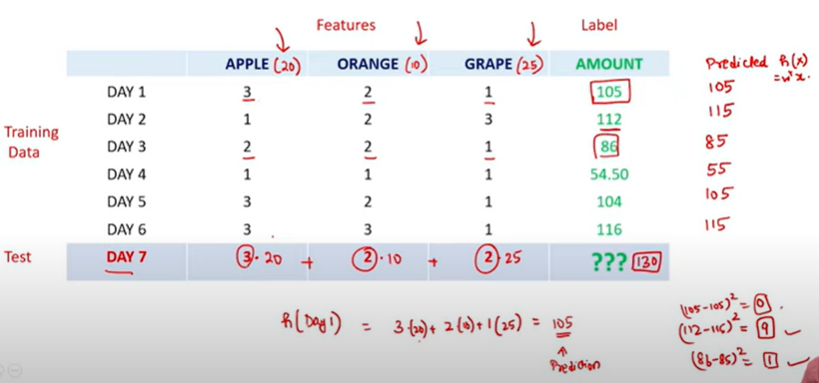 Features Label
APPLE (20) ORANGE (10) GRAPE (25) AMOUNT Predicted h(x)
= wᵀx.
DAY 1 3 2 1 105 105
DAY 2 1 2 3 112 115
Training Data
DAY 3 2 2 1 86 85
DAY 4 1 1 1 54.50 55
DAY 5 3 2 1 104 105
DAY 6 3 3 1 116 115
Test DAY 7 3·20 + 2·10 + 2·25 ??? 130
(105-105)² = 0
h(Day 1) = 3(20) + 2(10) + 1(25) = 105
(112-115)² = 9
Prediction
(86-85)² = 1